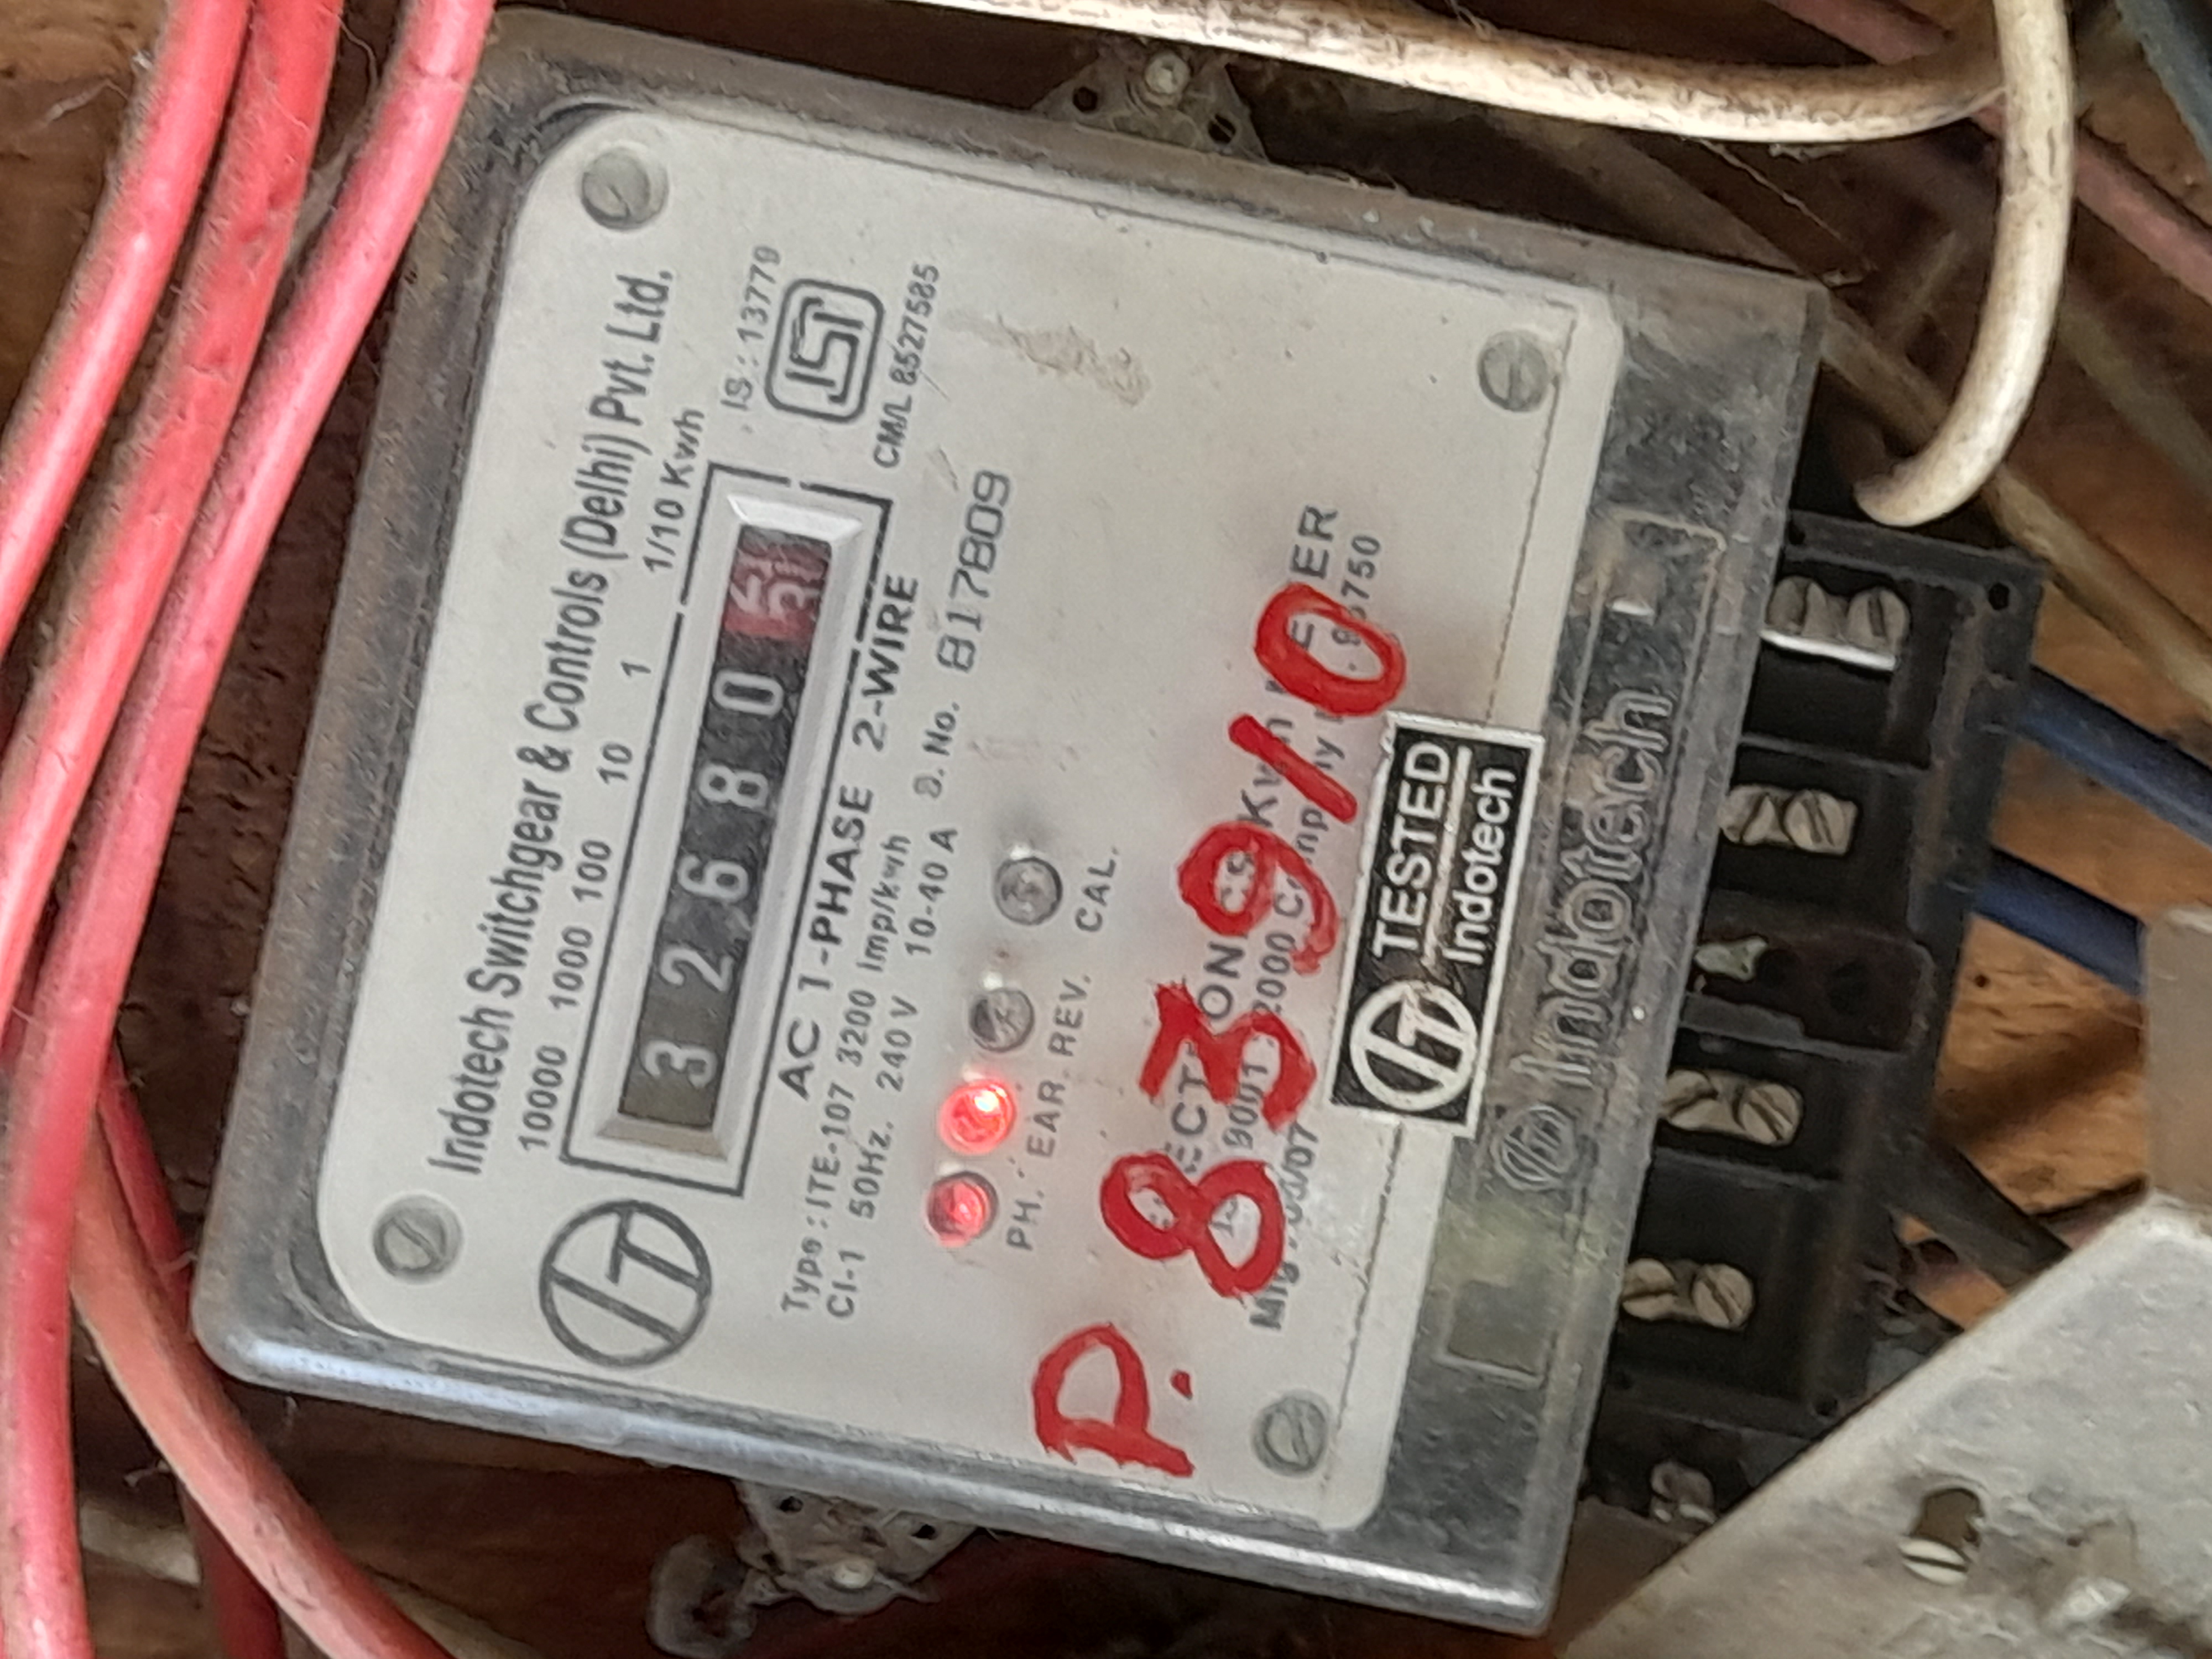 Indotech Switchgear & Controls (Delhi) Pvt. Ltd.
10000 1000 100 10 1 1/10 Kwh
3 2 6 8 0 5
IS : 13779
CM/L 8527585
AC 1-PHASE 2-WIRE
Type : ITE-107 3200 Imp/kwh
Cl-1 50Hz. 240V 10-40 A
No. 817809
PH. EAR. REV. CAL.
P. 839/0
TESTED
Indotech
IT
Indotech